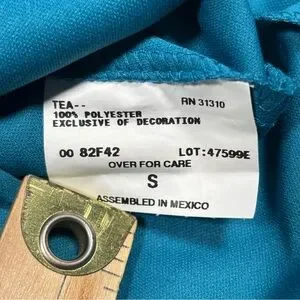 TEA-- RN 31310
100% POLYESTER
EXCLUSIVE OF DECORATION
00 82F42 LOT:47599E
OVER FOR CARE
S
ASSEMBLED IN MEXICO